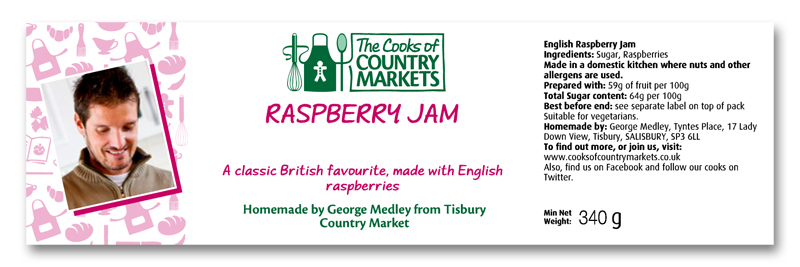 The Cooks of
COUNTRY
MARKETS
RASPBERRY JAM
A classic British favourite, made with English
raspberries
Homemade by George Medley from Tisbury
Country Market
English Raspberry Jam
Ingredients: Sugar, Raspberries
Made in a domestic kitchen where nuts and other
allergens are used.
Prepared with: 59g of fruit per 100g
Total Sugar content: 64g per 100g
Best before end: see separate label on top of pack
Suitable for vegetarians.
Homemade by: George Medley, Tyntes Place, 17 Lady
Down View, Tisbury, SALISBURY, SP3 6LL
To find out more, or join us, visit:
www.cooksofcountrymarkets.co.uk
Also, find us on Facebook and follow our cooks on
Twitter.
Min Net
Weight: 340 g